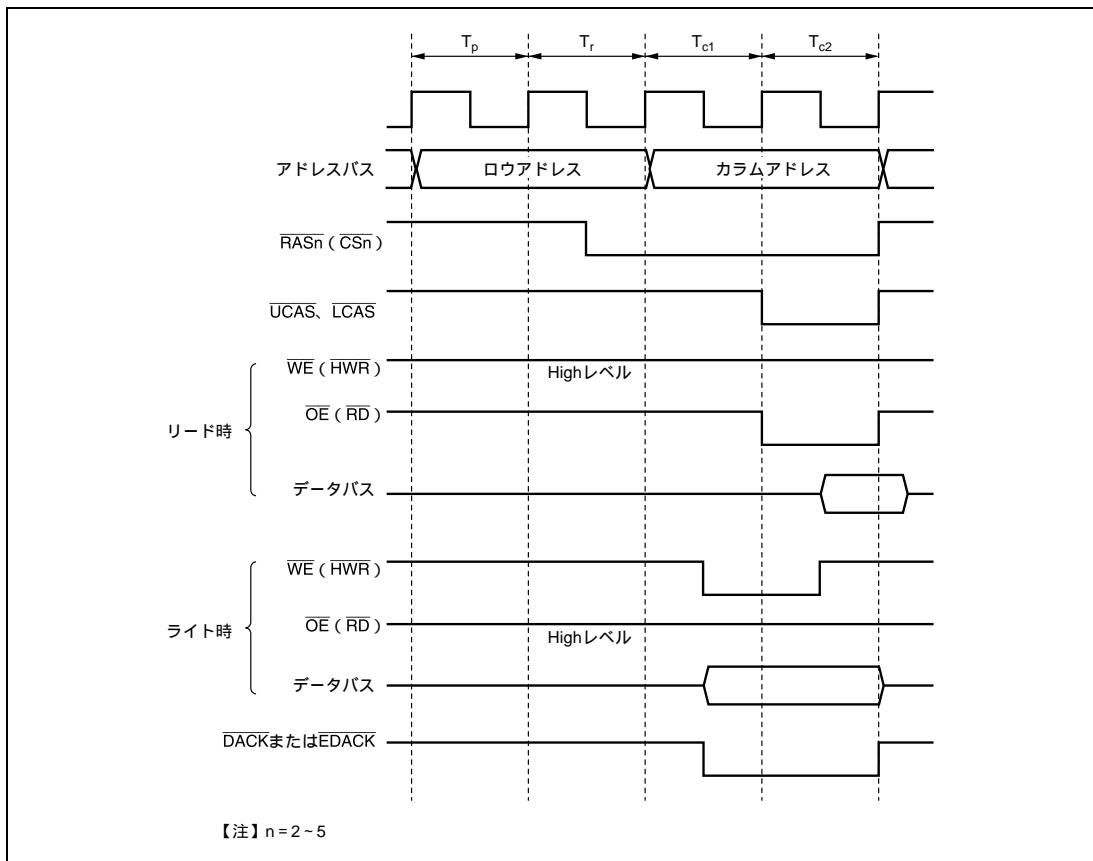 Tp Tr Tc1 Tc2
アドレスバス ロウアドレス カラムアドレス
RASn（CSn）
UCAS、LCAS
WE（HWR）
Highレベル
OE（RD）
リード時
データバス
WE（HWR）
OE（RD）
ライト時
Highレベル
データバス
DACKまたはEDACK
【注】n = 2 ~ 5